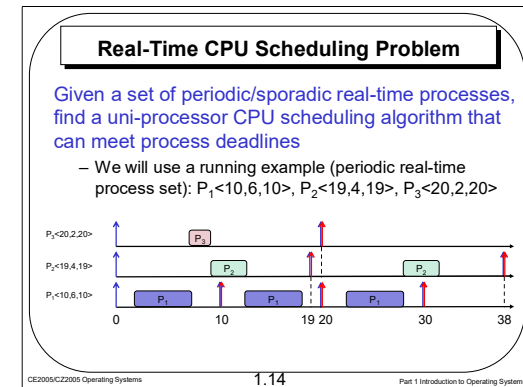 Real-Time CPU Scheduling Problem
Given a set of periodic/sporadic real-time processes,
find a uni-processor CPU scheduling algorithm that
can meet process deadlines
– We will use a running example (periodic real-time
process set): P₁<10,6,10>, P₂<19,4,19>, P₃<20,2,20>
P₃<20,2,20>
P₃
P₂<19,4,19>
P₂
P₂
P₁<10,6,10>
P₁
P₁
P₁
0 10 19 20 30 38
CE2005/CZ2005 Operating Systems
1.14
Part 1 Introduction to Operating System